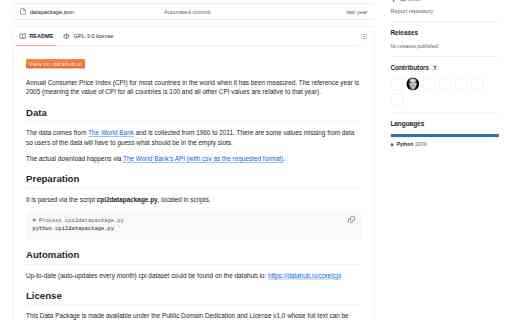 datapackage.json Automated commit last year
README GPL-3.0 license
View on datahub.io
Annual Consumer Price Index (CPI) for most countries in the world when it has been measured. The reference year is
2005 (meaning the value of CPI for all countries is 100 and all other CPI values are relative to that year).
Data
The data comes from The World Bank and is collected from 1960 to 2011. There are some values missing from data
so users of the data will have to guess what should be in the empty slots.
The actual download happens via The World Bank's API (with csv as the requested format).
Preparation
It is parsed via the script cpi2datapackage.py, located in scripts.
# Process cpi2datapackage.py
python cpi2datapackage.py
Automation
Up-to-date (auto-updates every month) cpi dataset could be found on the datahub.io: https://datahub.io/core/cpi
License
This Data Package is made available under the Public Domain Dedication and License v1.0 whose full text can be
Report repository
Releases
No releases published
Contributors 7
Languages
Python 100%